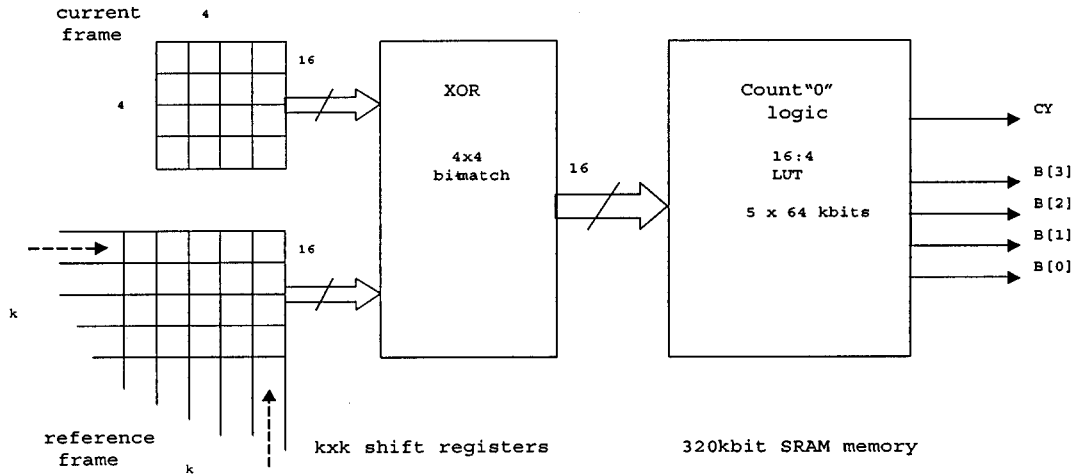 current
frame
4
4
16
XOR
4x4
bitmatch
16
Count"0"
logic
16:4
LUT
5 x 64 kbits
CY
B[3]
B[2]
B[1]
B[0]
16
k
reference
frame
k
kxk shift registers
320kbit SRAM memory